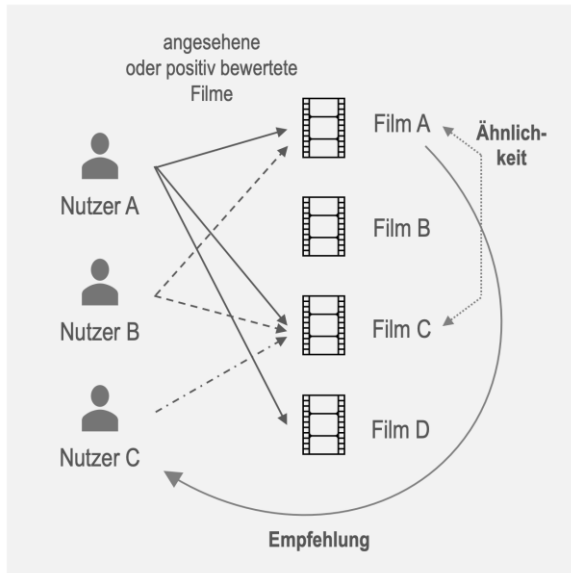 angesehene
oder positiv bewertete
Filme
Film A
Ähnlich-
keit
Nutzer A
Film B
Nutzer B
Film C
Nutzer C
Film D
Empfehlung